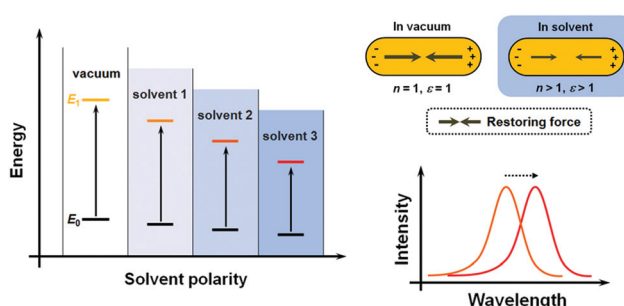 Energy
vacuum
E1
E0
solvent 1
solvent 2
solvent 3
Solvent polarity
In vacuum
- + 
- +
- +
n = 1, ε = 1
In solvent
- +
- +
- +
n > 1, ε > 1
Restoring force
Intensity
Wavelength